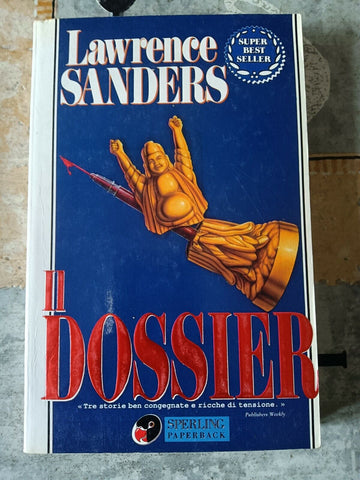 Lawrence
SANDERS
SUPER
BEST
SELLER
Il
DOSSIER
«Tre storie ben congegnate e ricche di tensione.»
Publishers Weekly
SPERLING
PAPERBACK